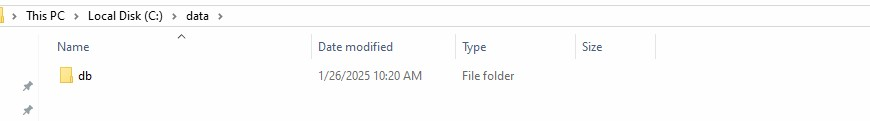 This PC > Local Disk (C:) > data >
Name Date modified Type Size
db 1/26/2025 10:20 AM File folder